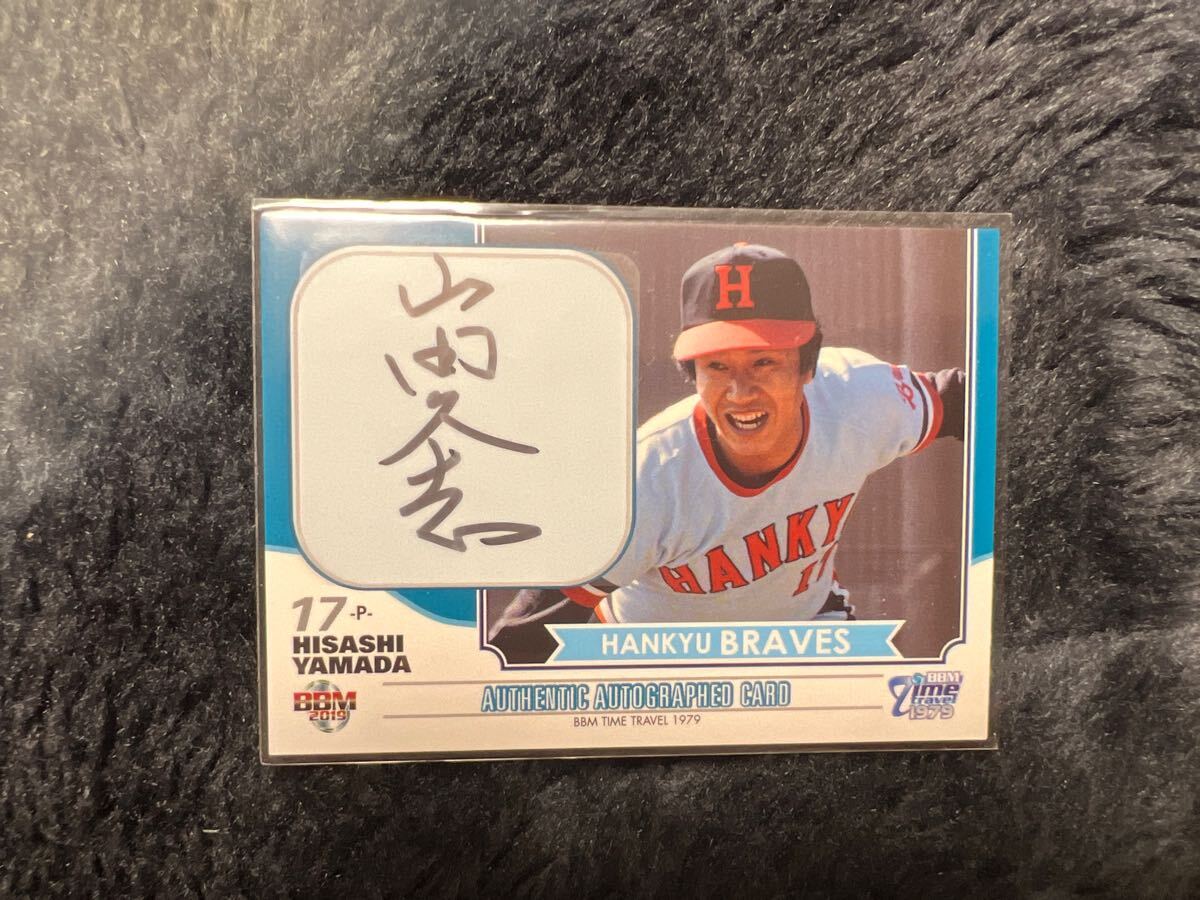 山田久志
H
HANKY
17
17 -P-
HISASHI
YAMADA
HANKYU BRAVES
BBM
2019
AUTHENTIC AUTOGRAPHED CARD
BBM TIME TRAVEL 1979
BBM
Time
travel
1979